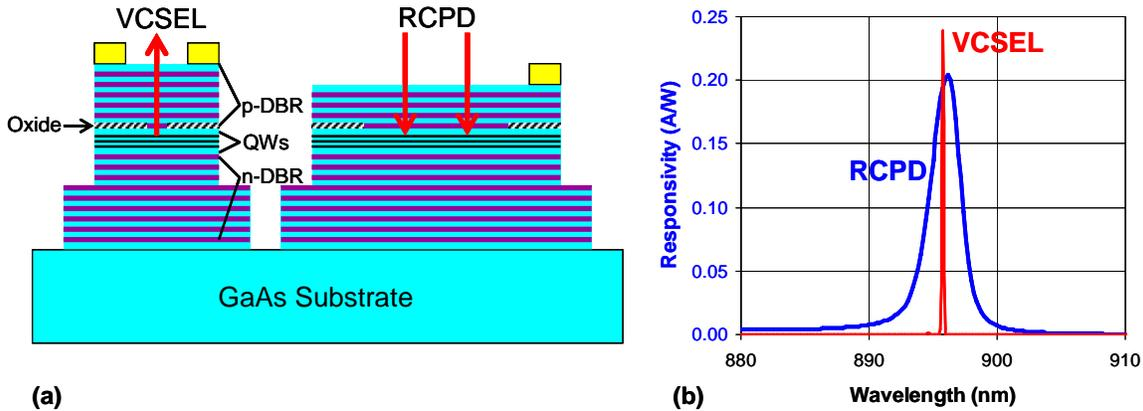 VCSEL
RCPD
Oxide
p-DBR
QWs
n-DBR
GaAs Substrate
(a)
Responsivity (A/W)
0.25
0.20
0.15
0.10
0.05
0.00
VCSEL
RCPD
880
890
900
910
Wavelength (nm)
(b)